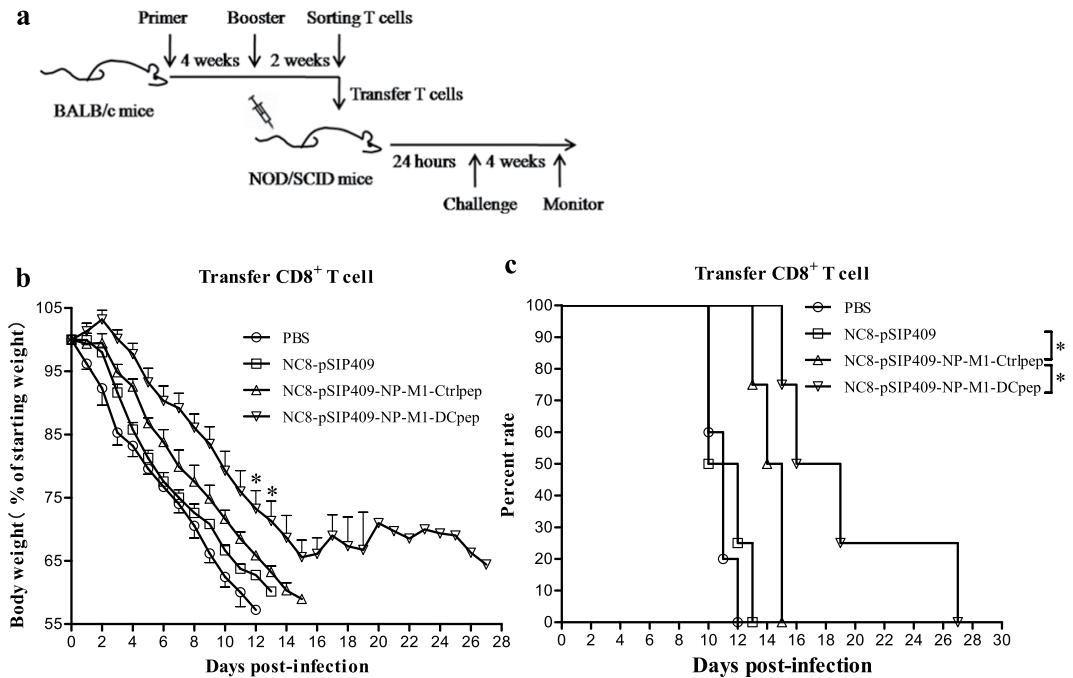 a
Primer Booster Sorting T cells
4 weeks 2 weeks
BALB/c mice
Transfer T cells
NOD/SCID mice
24 hours 4 weeks
Challenge Monitor
b
Transfer CD8+ T cell
PBS
NC8-pSIP409
NC8-pSIP409-NP-M1-Ctrlpep
NC8-pSIP409-NP-M1-DCpep
Body weight ( % of starting weight)
105
95
85
75
65
55
* *
0 2 4 6 8 10 12 14 16 18 20 22 24 26 28
Days post-infection
c
Transfer CD8+ T cell
PBS
NC8-pSIP409
NC8-pSIP409-NP-M1-Ctrlpep
NC8-pSIP409-NP-M1-DCpep
*
*
Percent rate
100
90
80
70
60
50
40
30
20
10
0
0 2 4 6 8 10 12 14 16 19 20 22 24 26 28 30
Days post-infection